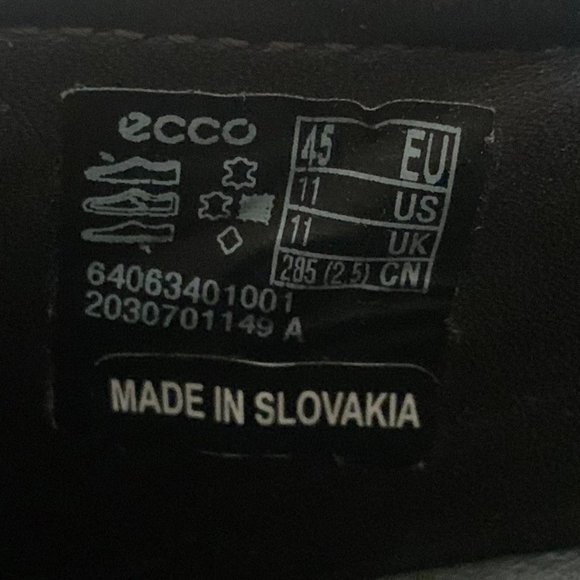 ecco
45 EU
11 US
11 UK
285 (2.5) CN
64063401001
2030701149 A
MADE IN SLOVAKIA